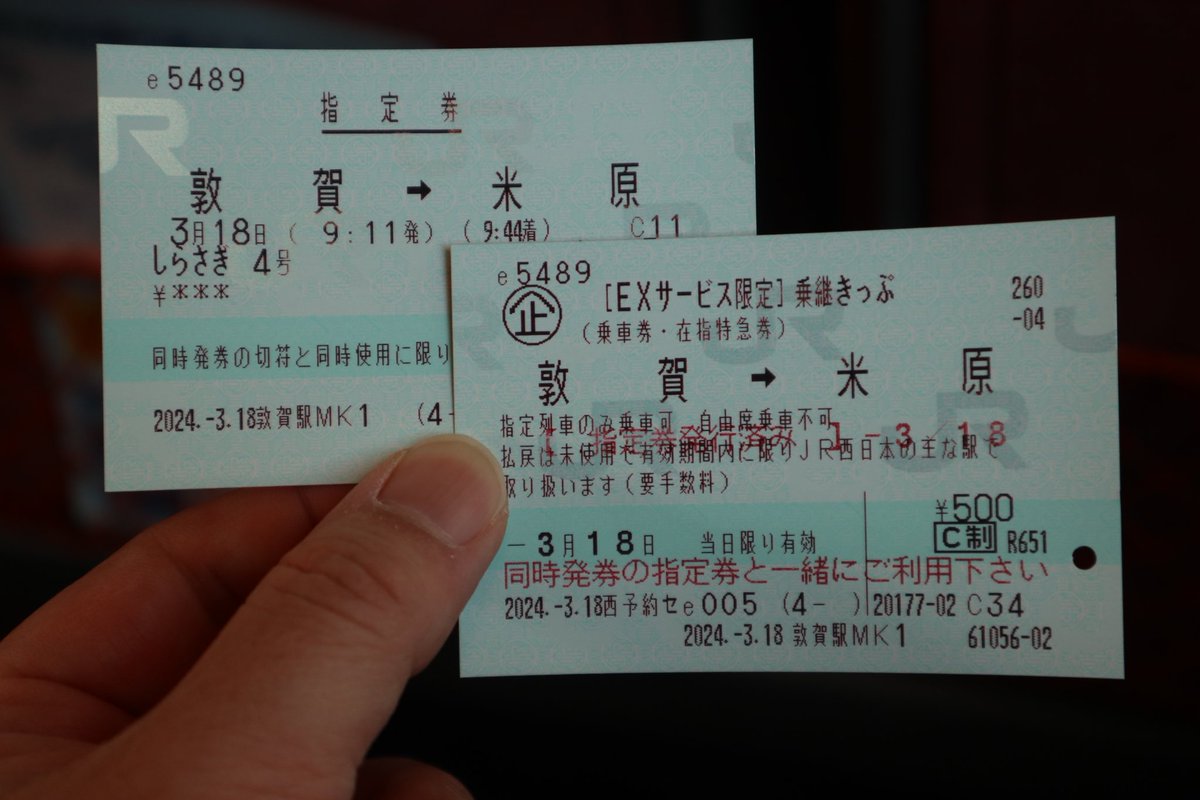 e5489
指定券
敦賀➡米原
3月18日（ 9:11発）（9:44着） C11
しらさぎ 4号
￥＊＊＊
同時発券の切符と同時使用に限り
2024.-3.18敦賀駅MK1 (4-
e5489
企 [EXサービス限定]乗継きっぷ 260
-04
（乗車券・在指特急券）
敦賀➡米原
指定列車のみ乗車可 自由席乗車不可
【 指定券発行済み 】-3 18
払戻は未使用で有効期間内に限りJR西日本の主な駅で
取り扱います（要手数料）
￥500
-3月18日 当日限り有効 C制 R651
同時発券の指定券と一緒にご利用下さい
2024.-3.18西予約セe005 (4- ) 20177-02 C34
2024.-3.18 敦賀駅MK1 61056-02
JR
JR